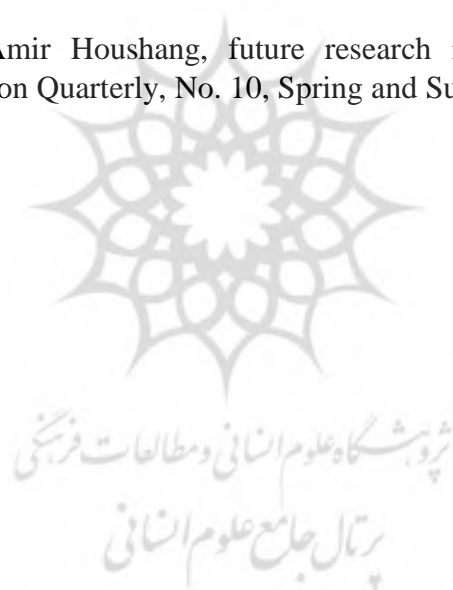 Amir Houshang, future research
on Quarterly, No. 10, Spring and Su
پژوهشگاه علوم انسانی و مطالعات فرهنگی
پرتال جامع علوم انسانی